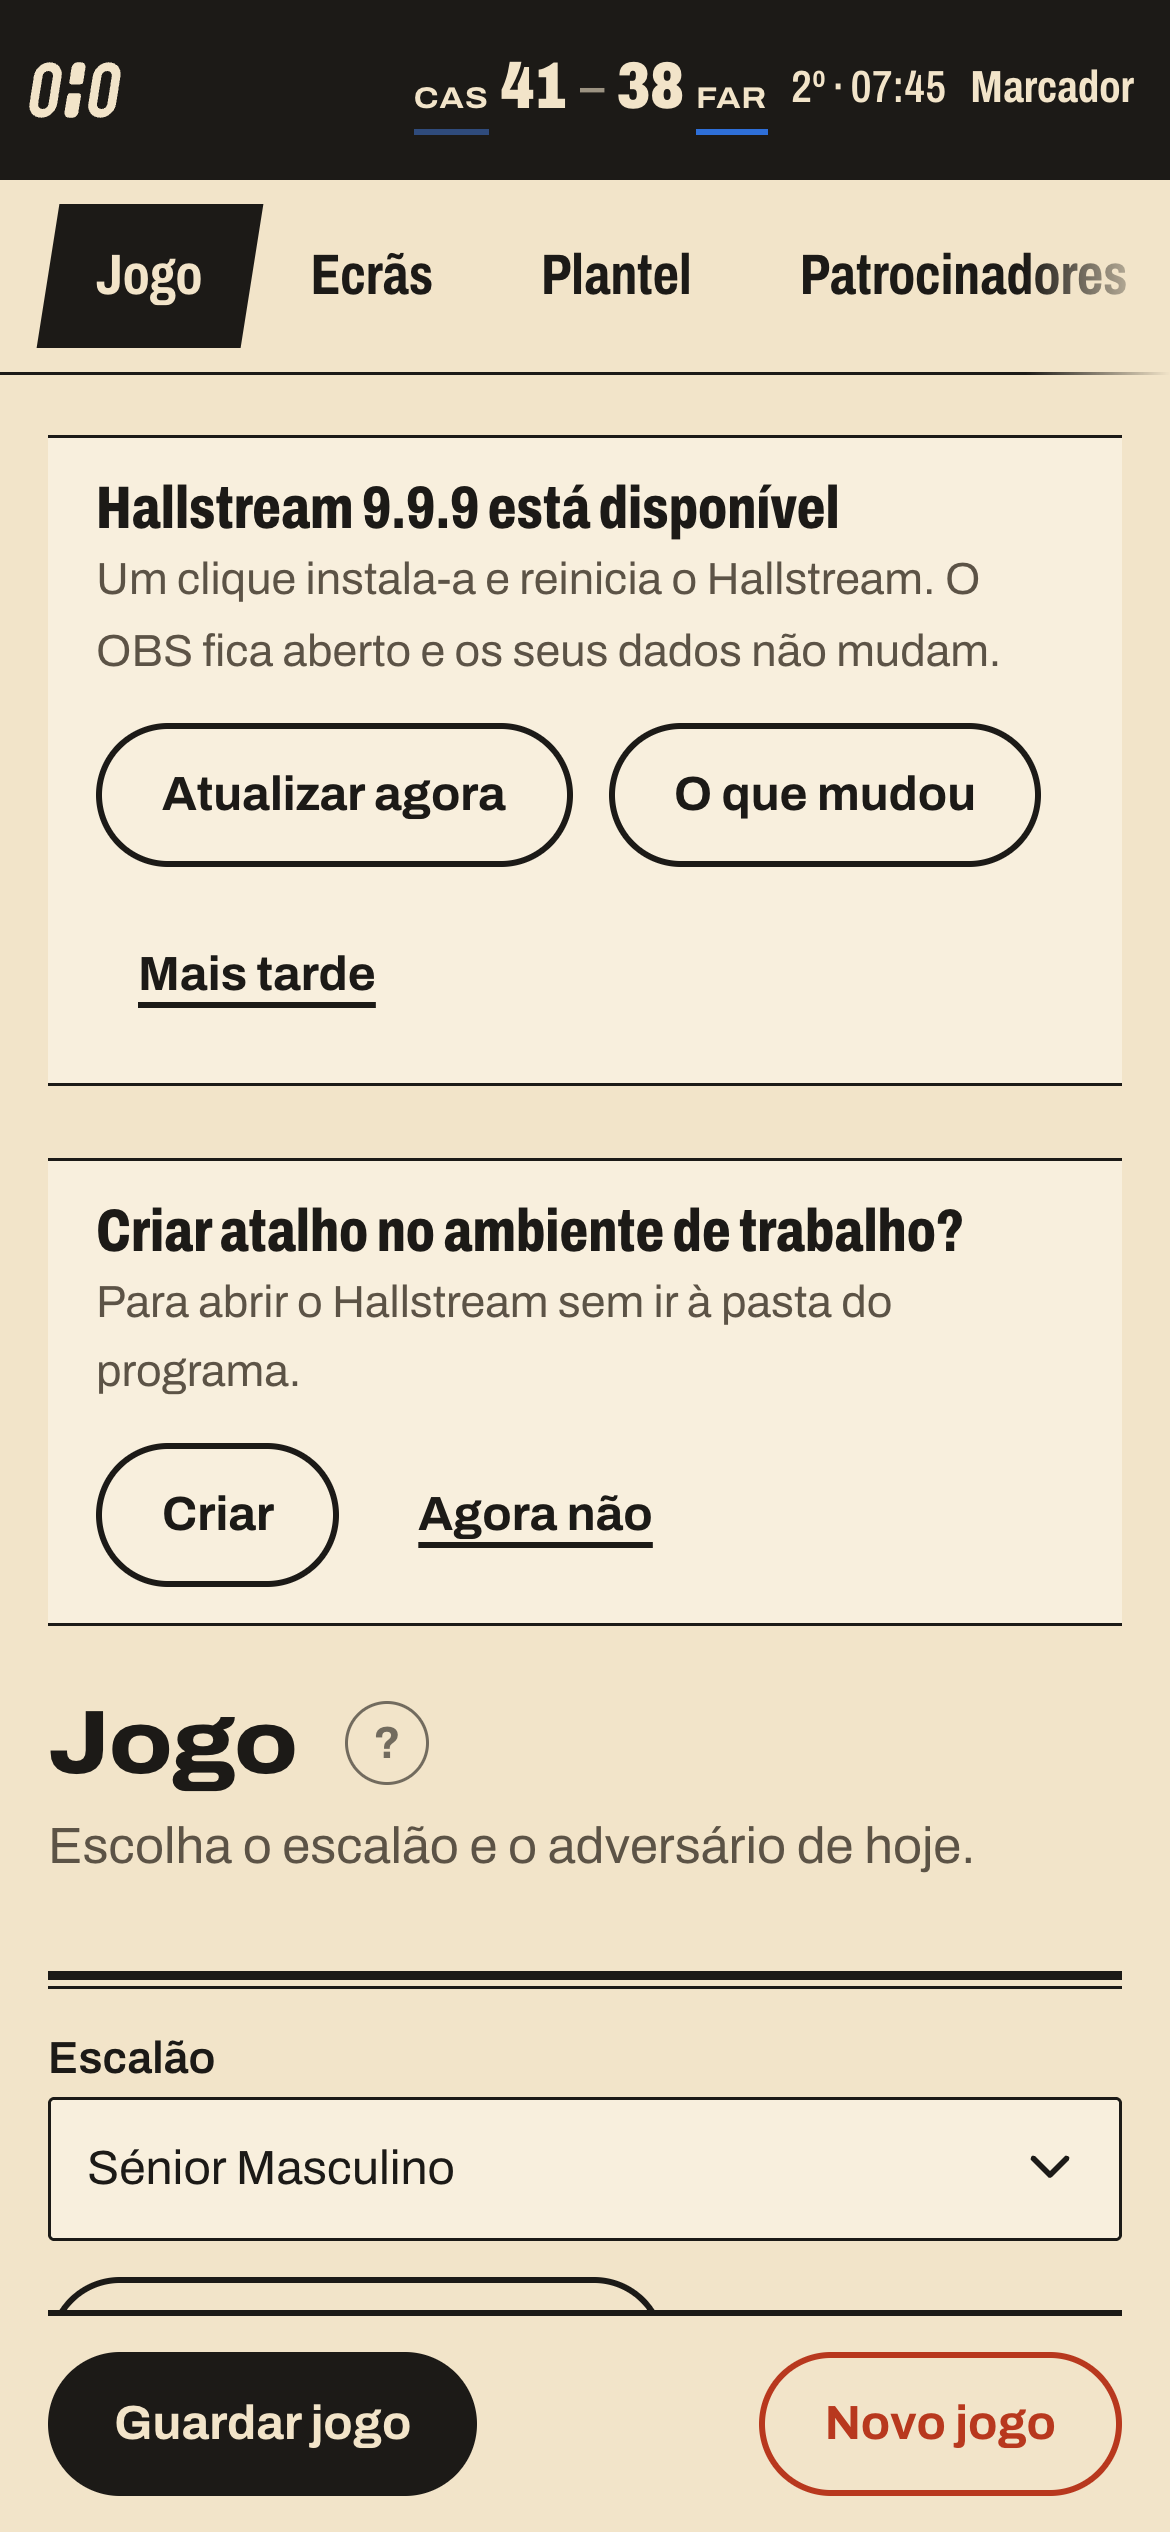 0:0
CAS 41 – 38 FAR 2º · 07:45 Marcador
Jogo Ecrãs Plantel Patrocinadores
Hallstream 9.9.9 está disponível
Um clique instala-a e reinicia o Hallstream. O
OBS fica aberto e os seus dados não mudam.
Atualizar agora O que mudou
Mais tarde
Criar atalho no ambiente de trabalho?
Para abrir o Hallstream sem ir à pasta do
programa.
Criar Agora não
Jogo ?
Escolha o escalão e o adversário de hoje.
Escalão
Sénior Masculino
Guardar jogo Novo jogo